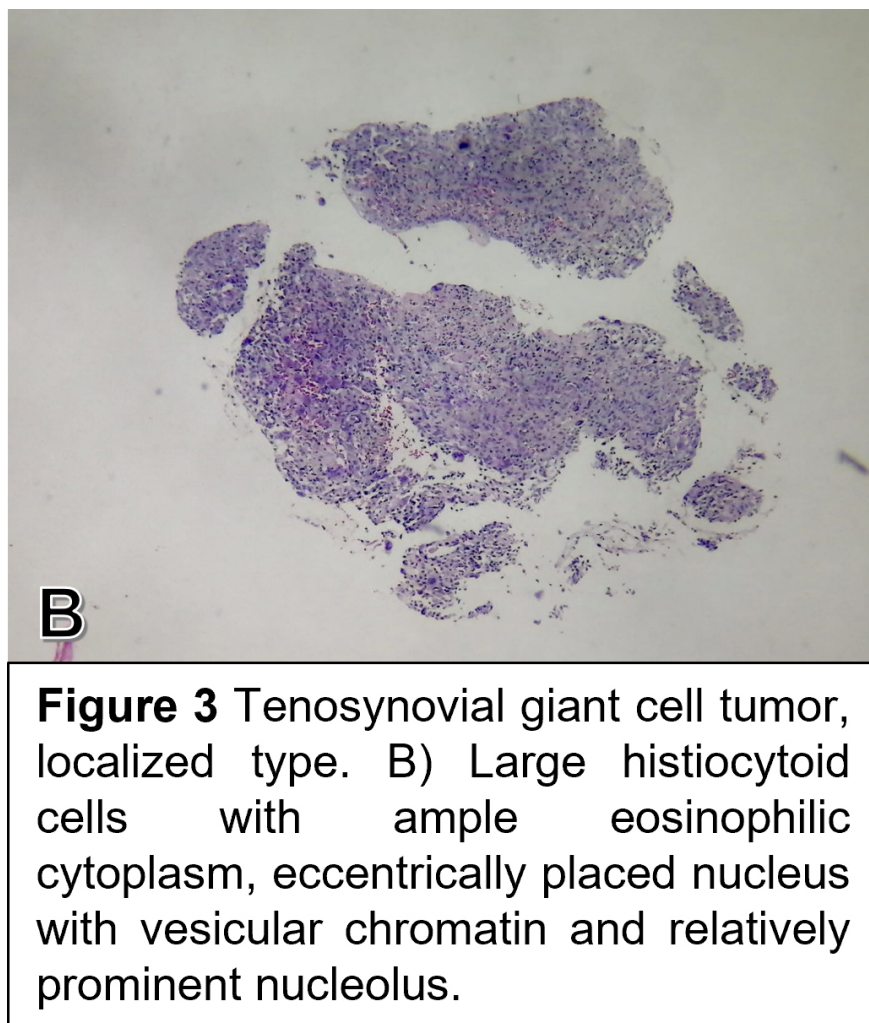 B
Figure 3 Tenosynovial giant cell tumor,
localized type. B) Large histiocytoid
cells with ample eosinophilic
cytoplasm, eccentrically placed nucleus
with vesicular chromatin and relatively
prominent nucleolus.